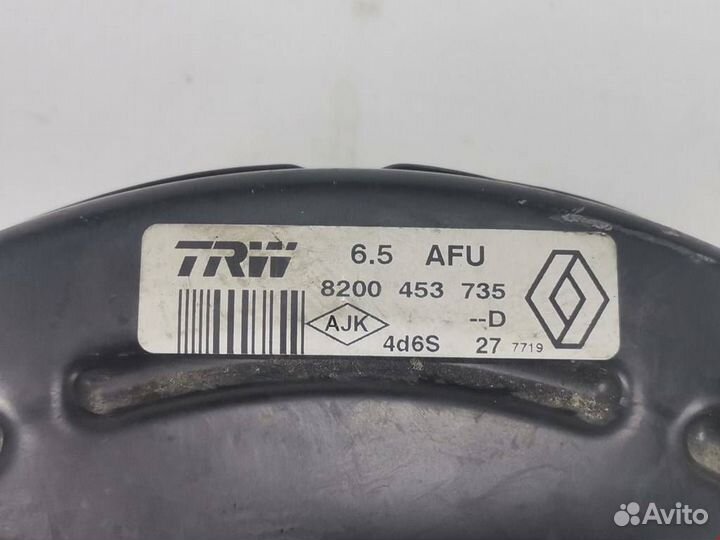 TRW 6.5 AFU
8200 453 735
AJK --D
4d6S 27 7719
Avito